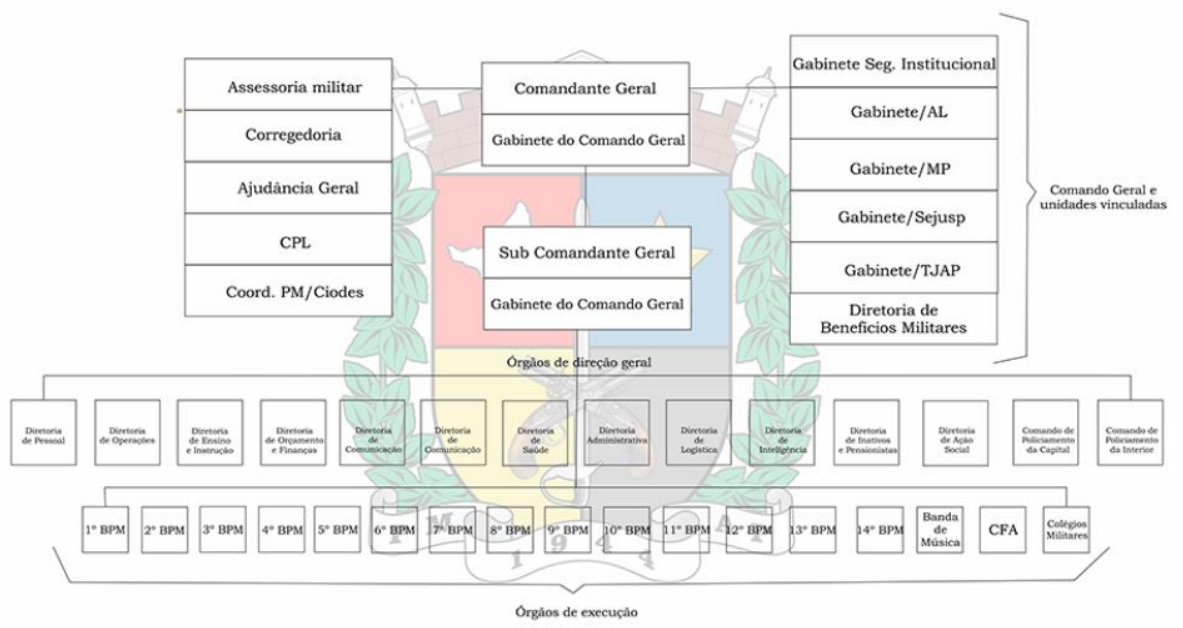 Assessoria militar
Corregedoria
Ajudância Geral
CPL
Coord. PM/Ciodes
Comandante Geral
Gabinete do Comando Geral
Sub Comandante Geral
Gabinete do Comando Geral
Gabinete Seg. Institucional
Gabinete/AL
Gabinete/MP
Gabinete/Sejusp
Gabinete/TJAP
Diretoria de
Beneficios Militares
Comando Geral e
unidades vinculadas
Órgãos de direção geral
Diretoria
de Pessoal
Diretoria
de Operações
Diretoria
de Ensino
e Instrução
Diretoria
de Orçamento
e Finanças
Diretoria
de
Comunicação
Diretoria
de
Comunicação
Diretoria
de
Saúde
Diretoria
Administrativa
Diretoria
de
Logística
Diretoria
de
Inteligência
Diretoria
de Inativos
e Pensionistas
Diretoria
de Ação
Social
Comando de
Policiamento
da Capital
Comando de
Policiamento
da Interior
1º BPM
2º BPM
3º BPM
4º BPM
5º BPM
6º BPM
7º BPM
8º BPM
9º BPM
10º BPM
11º BPM
12º BPM
13º BPM
14º BPM
Banda
de
Música
CFA
Colégios
Militares
P M A P
1 9 4 4
Órgãos de execução